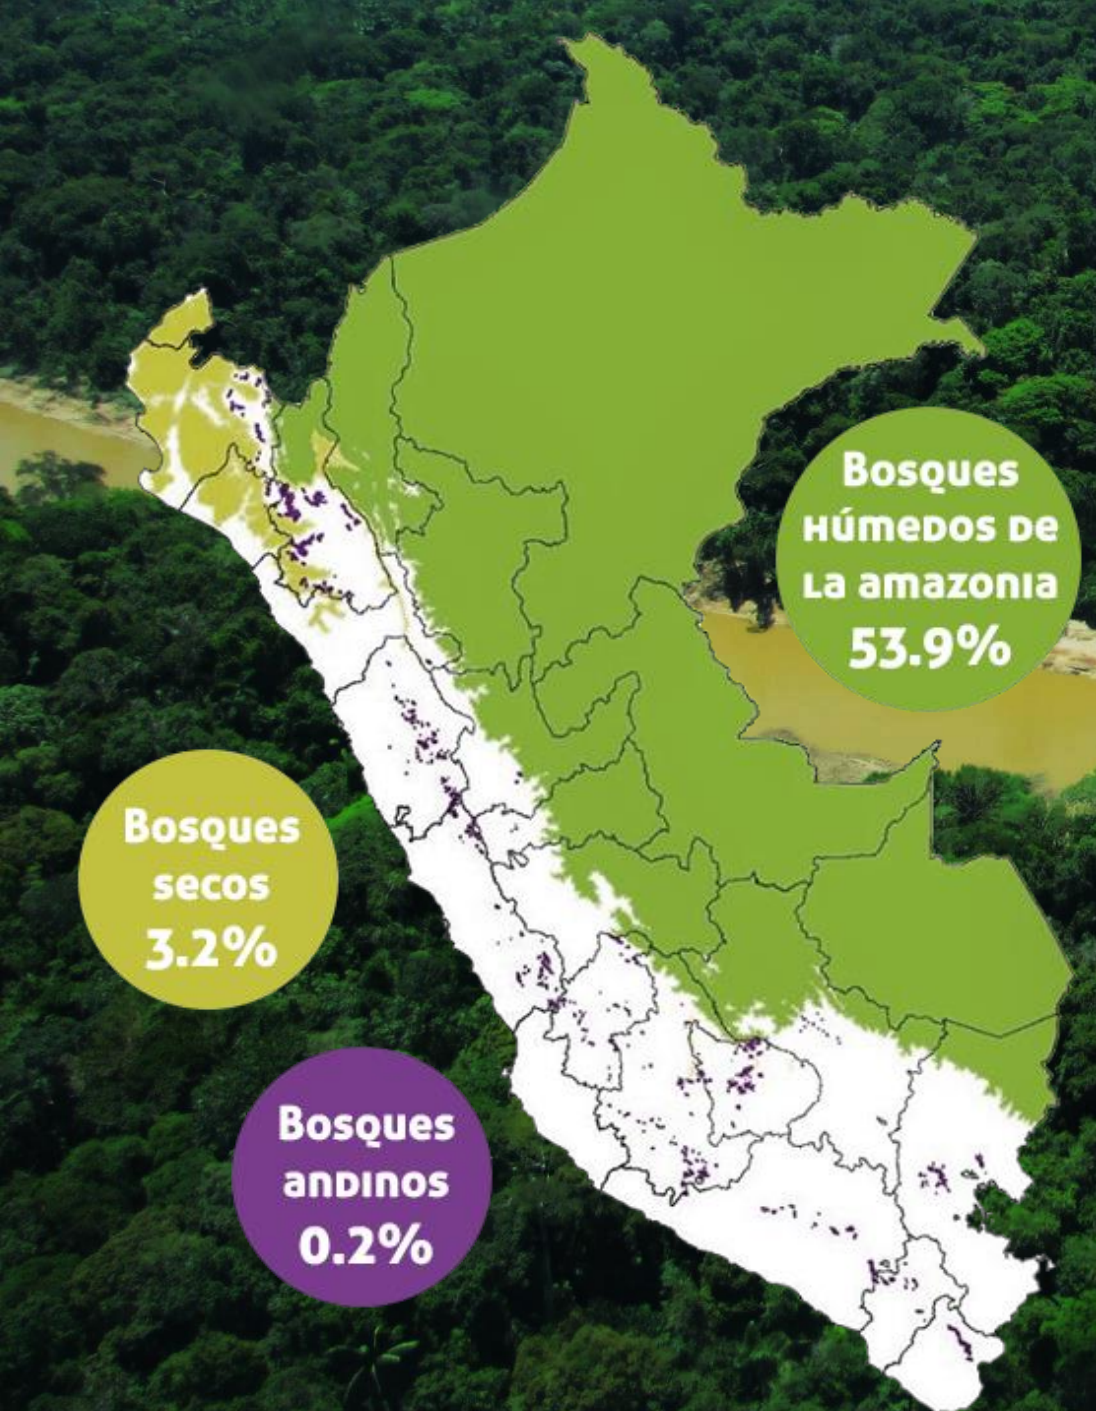 Bosques
HÚMEDOS DE
La amazonia
53.9%
Bosques
secos
3.2%
Bosques
andinos
0.2%